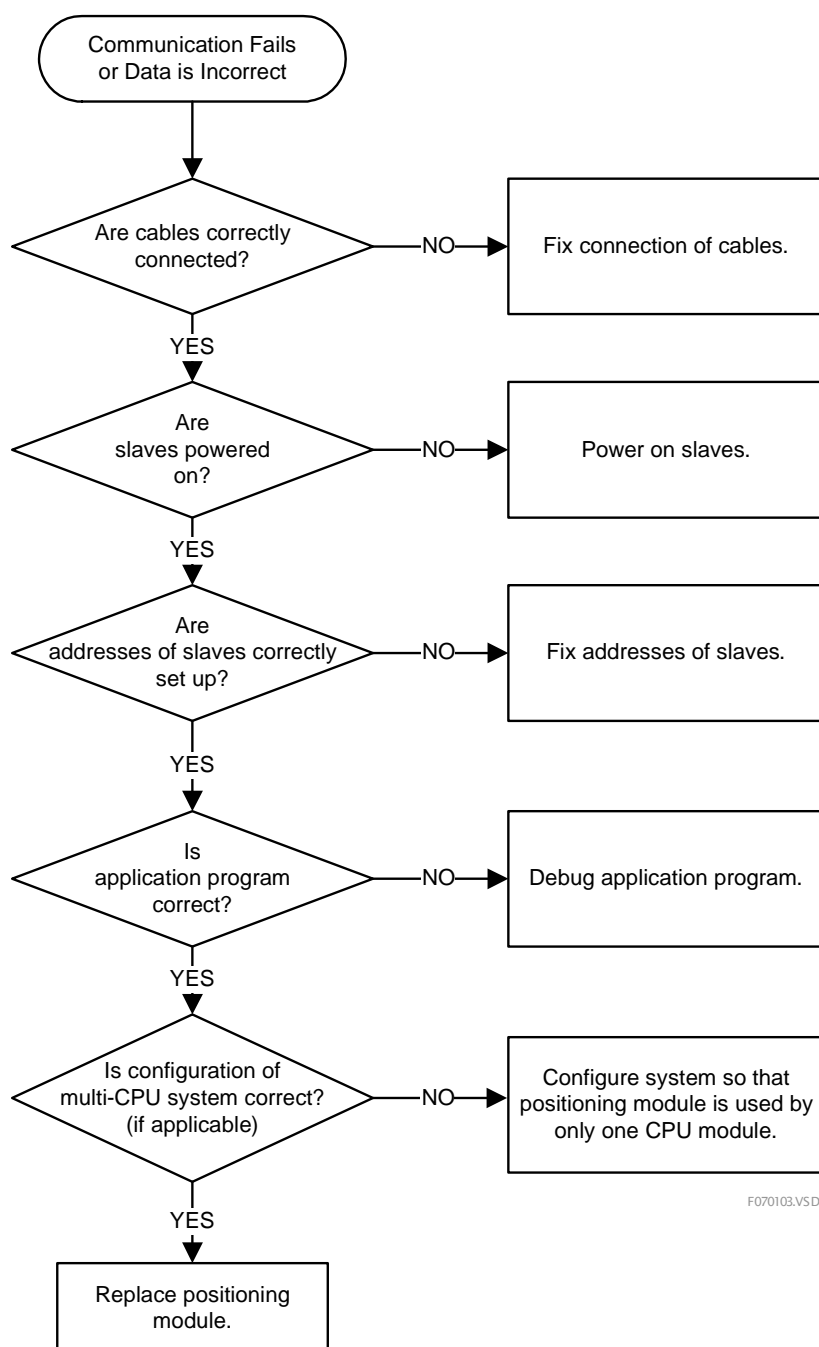 Communication Fails
or Data is Incorrect
Are cables correctly
connected?
NO
Fix connection of cables.
YES
Are
slaves powered
on?
NO
Power on slaves.
YES
Are
addresses of slaves correctly
set up?
NO
Fix addresses of slaves.
YES
Is
application program
correct?
NO
Debug application program.
YES
Is configuration of
multi-CPU system correct?
(if applicable)
NO
Configure system so that
positioning module is used by
only one CPU module.
F070103.VSD
YES
Replace positioning
module.